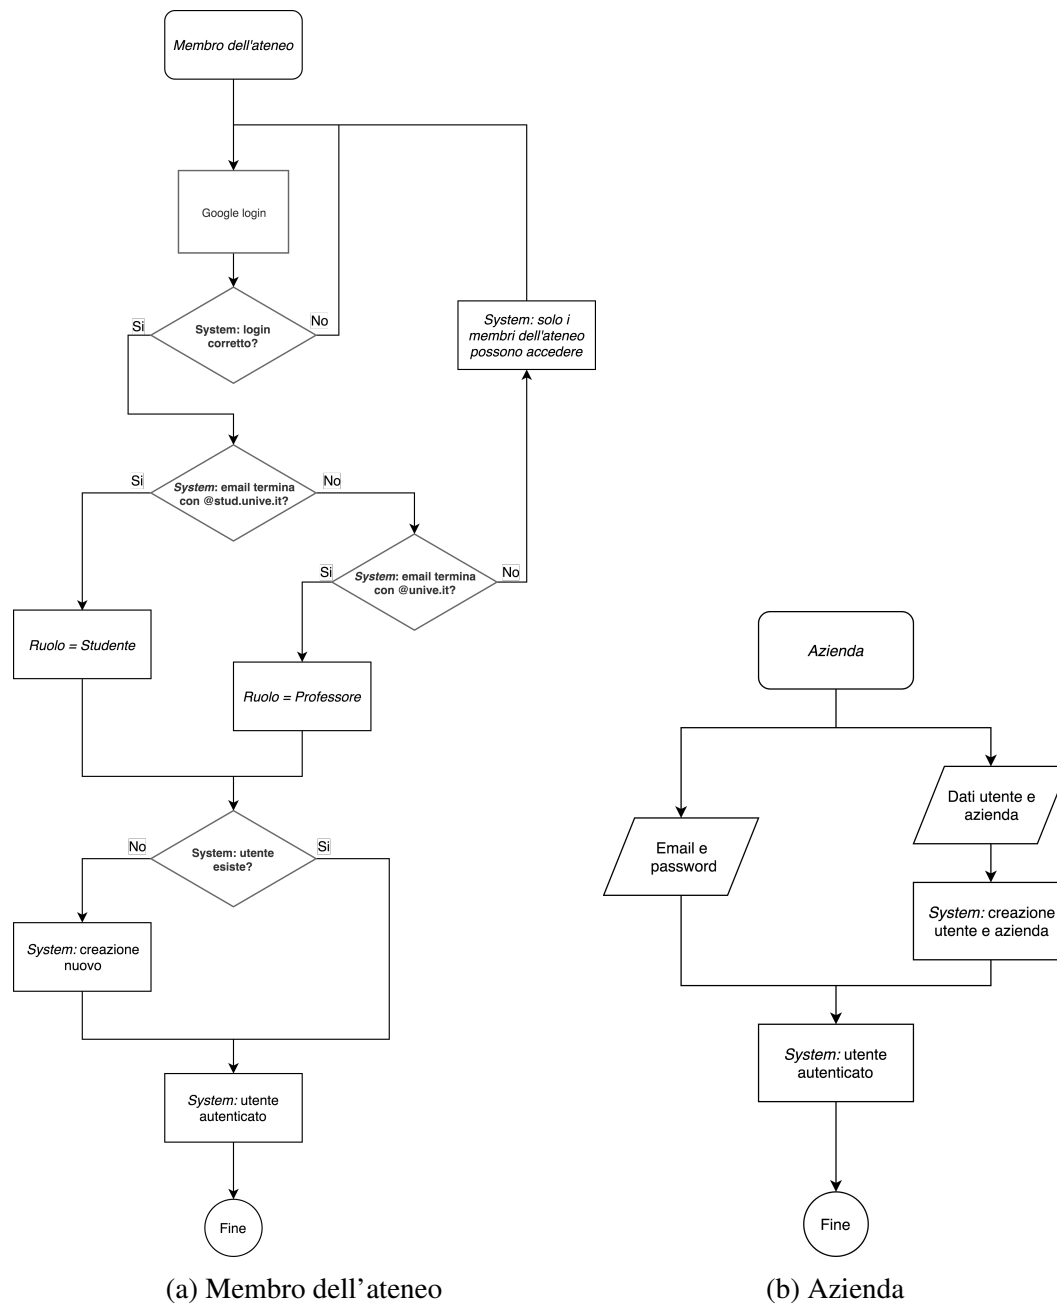 Membro dell'ateneo
Google login
System: login
corretto?
Si
No
System: solo i
membri dell'ateneo
possono accedere
System: email termina
con @stud.unive.it?
Si
No
System: email termina
con @unive.it?
Si
No
Ruolo = Studente
Ruolo = Professore
System: utente
esiste?
No
Si
System: creazione
nuovo
System: utente
autenticato
Fine
(a) Membro dell'ateneo
Azienda
Email e
password
Dati utente e
azienda
System: creazione
utente e azienda
System: utente
autenticato
Fine
(b) Azienda